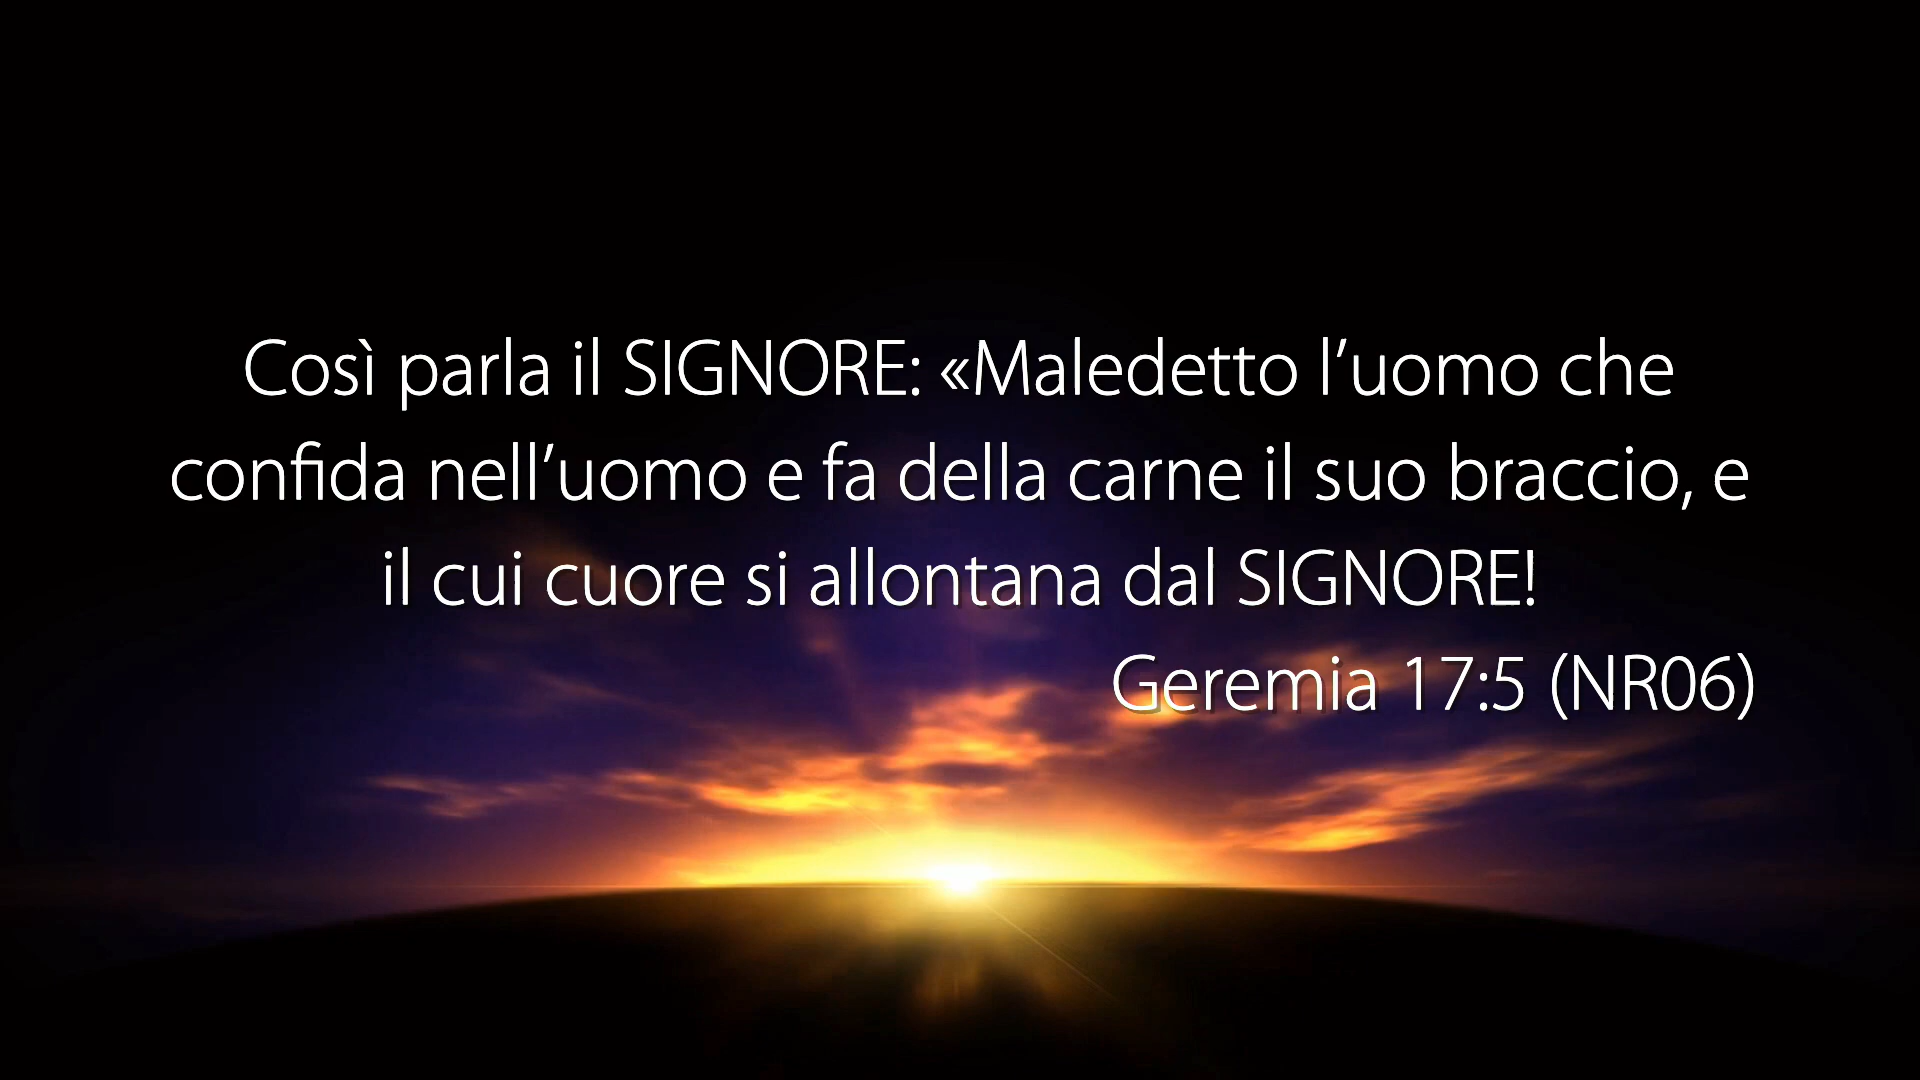 Così parla il SIGNORE: «Maledetto l’uomo che
confida nell’uomo e fa della carne il suo braccio, e
il cui cuore si allontana dal SIGNORE!
Geremia 17:5 (NR06)